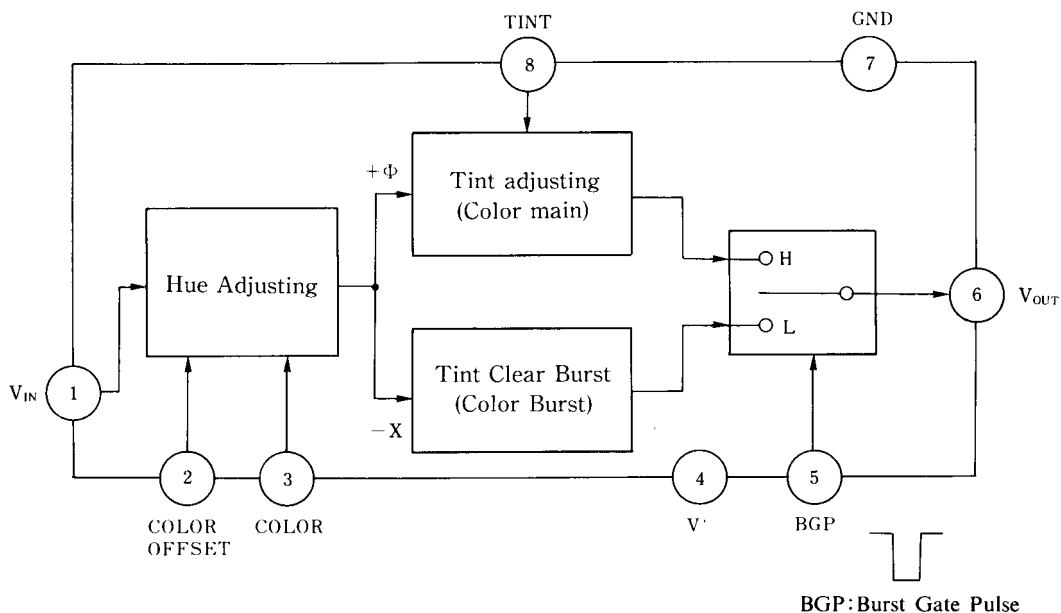 TINT
GND
8
7
+Φ
Tint adjusting
(Color main)
Hue Adjusting
H
L
6
VOUT
VIN
1
Tint Clear Burst
(Color Burst)
−X
2
3
4
5
COLOR
OFFSET
COLOR
V+
BGP
BGP:Burst Gate Pulse